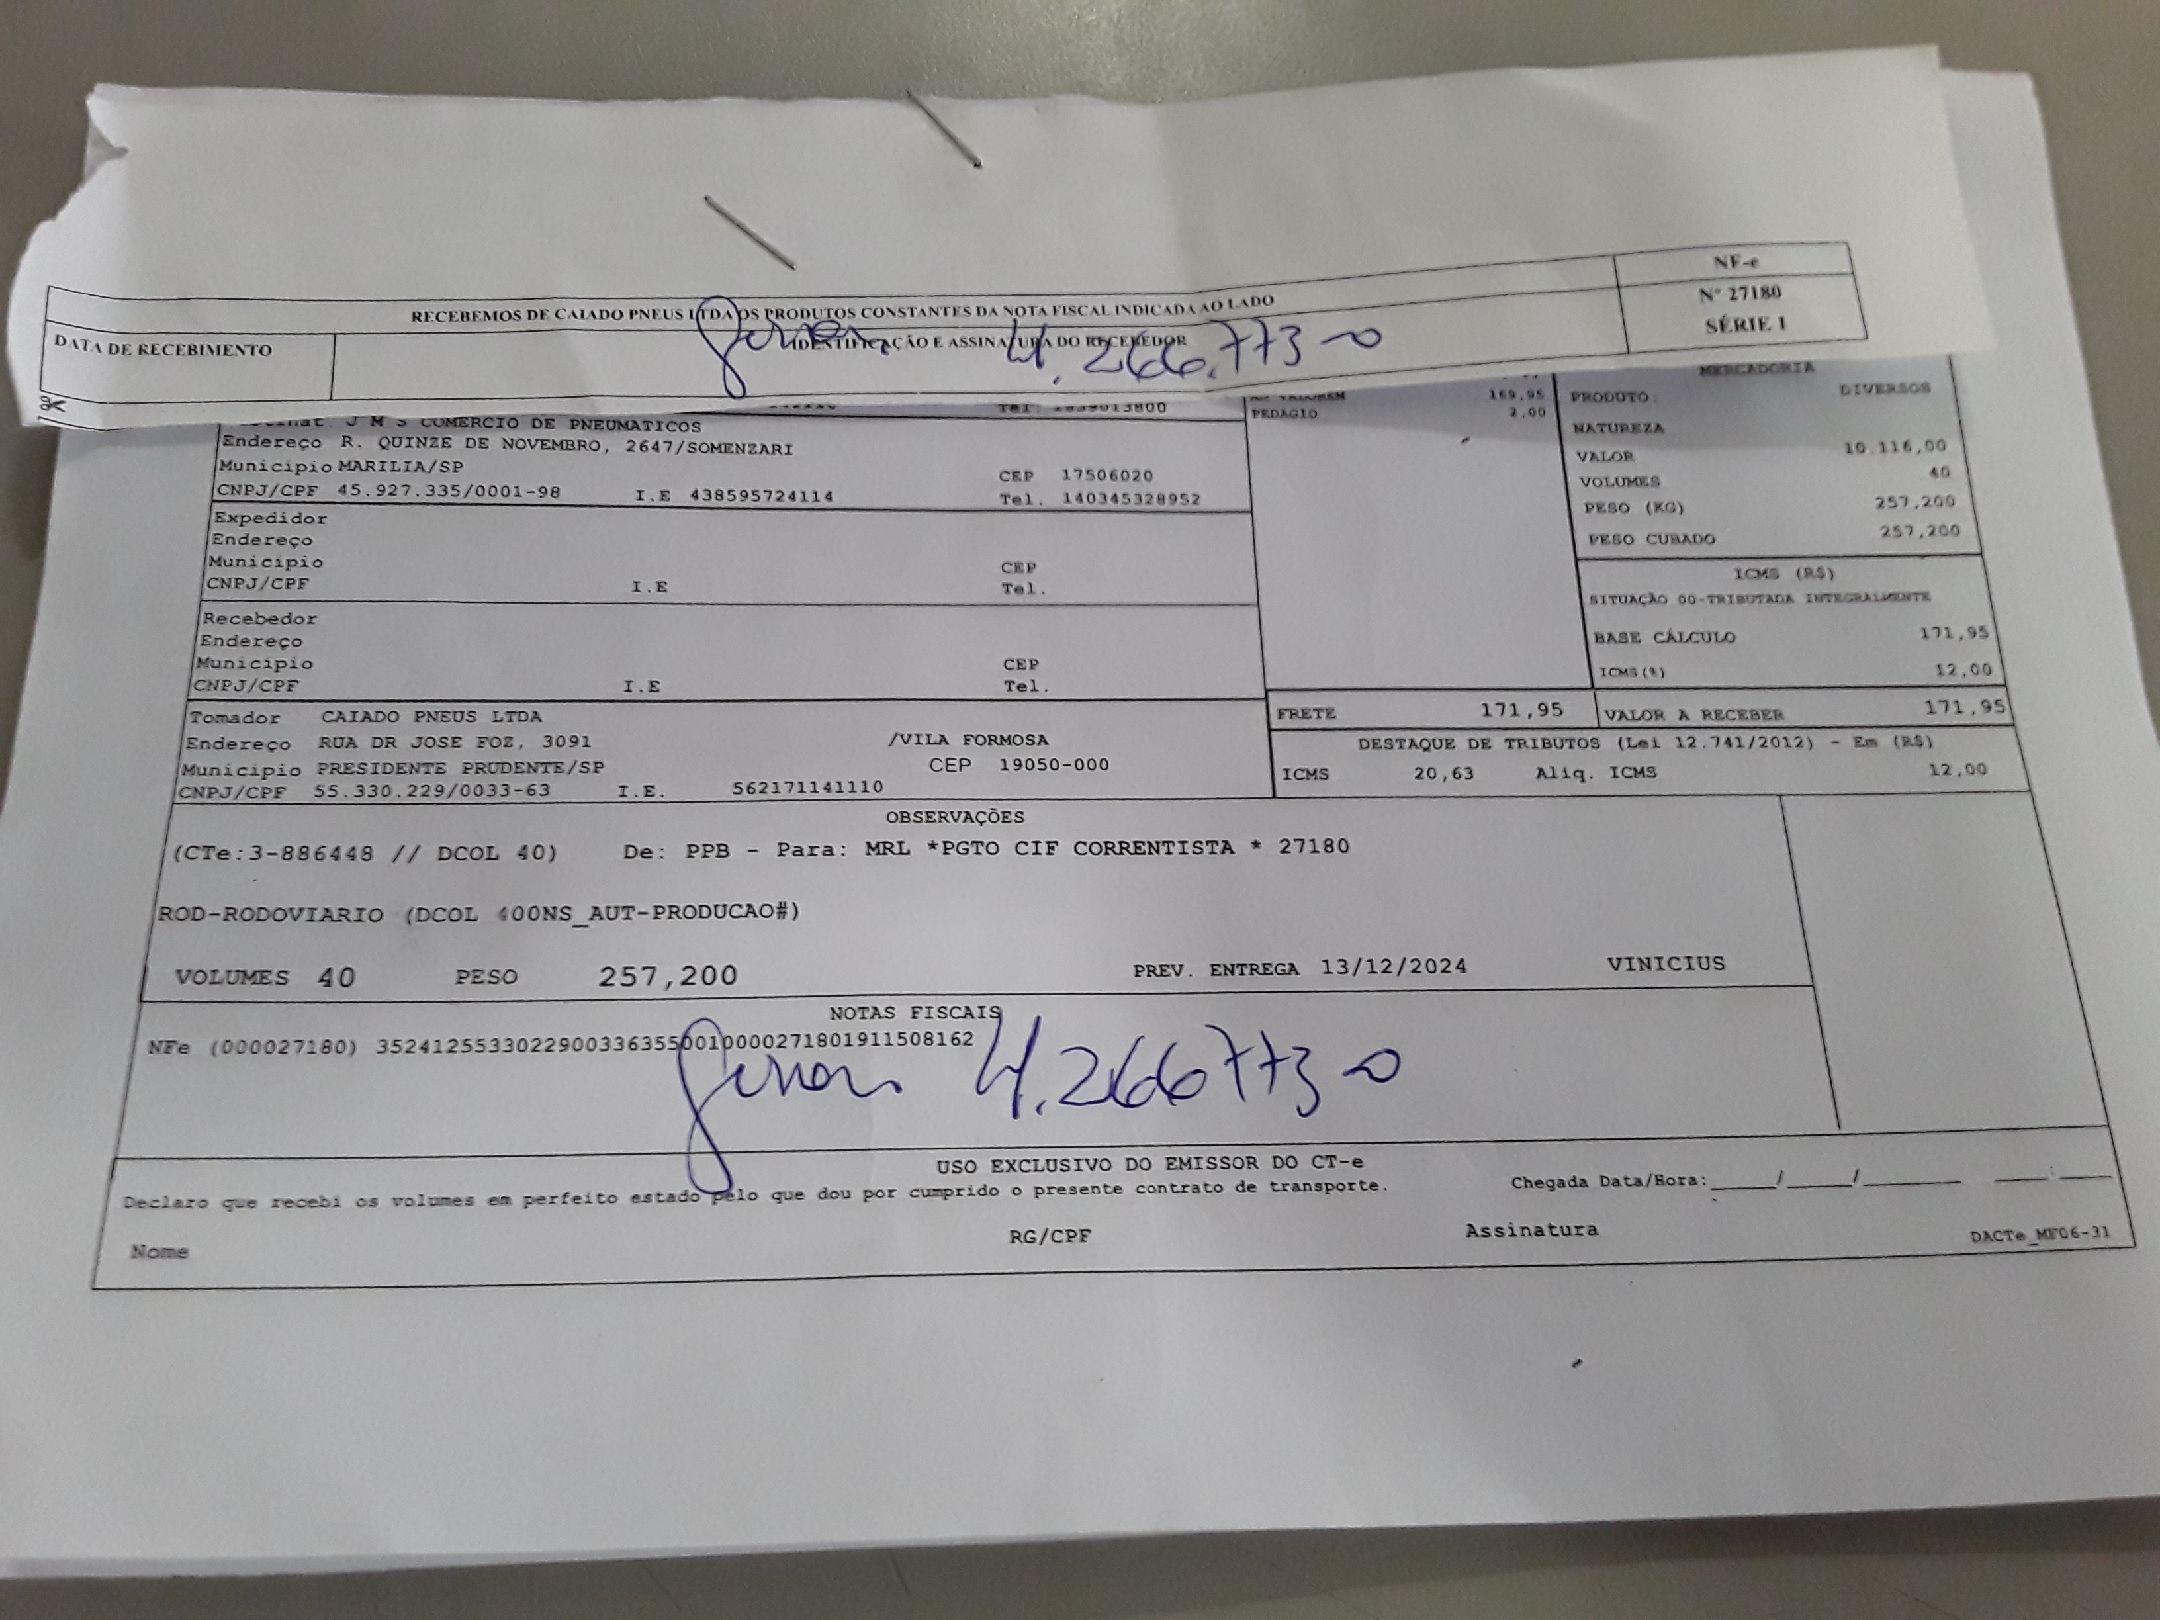 NF-e
RECEBEMOS DE CAIADO PNEUS LTDA OS PRODUTOS CONSTANTES DA NOTA FISCAL INDICADA AO LADO
Nº 27180
SÉRIE 1
DATA DE RECEBIMENTO
IDENTIFICAÇÃO E ASSINATURA DO RECEBEDOR
4.266.773-0
Tel.
169,95
PEDAGIO 2,00
MERCADORIA
PRODUTO: DIVERSOS
NATUREZA
VALOR 10.116,00
VOLUMES 40
PESO (KG) 257,200
PESO CUBADO 257,200
J M S COMERCIO DE PNEUMATICOS
Endereço R. QUINZE DE NOVEMBRO, 2647/SOMENZARI
Municipio MARILIA/SP CEP 17506020
CNPJ/CPF 45.927.335/0001-98 I.E 438595724114 Tel. 140345328952
Expedidor
Endereço
Municipio CEP
CNPJ/CPF I.E Tel.
Recebedor
Endereço
Municipio CEP
CNPJ/CPF I.E Tel.
ICMS (R$)
SITUAÇÃO 00-TRIBUTADA INTEGRALMENTE
BASE CÁLCULO 171,95
ICMS(%) 12,00
Tomador CAIADO PNEUS LTDA
Endereço RUA DR JOSE FOZ, 3091 /VILA FORMOSA
Municipio PRESIDENTE PRUDENTE/SP CEP 19050-000
CNPJ/CPF 55.330.229/0033-63 I.E. 562171141110
FRETE 171,95 VALOR A RECEBER 171,95
DESTAQUE DE TRIBUTOS (Lei 12.741/2012) - Em (R$)
ICMS 20,63 Aliq. ICMS 12,00
OBSERVAÇÕES
(CTe:3-886448 // DCOL 40) De: PPB - Para: MRL *PGTO CIF CORRENTISTA * 27180
ROD-RODOVIARIO (DCOL 400NS_AUT-PRODUCAO#)
VOLUMES 40 PESO 257,200 PREV. ENTREGA 13/12/2024 VINICIUS
NOTAS FISCAIS
NFe (000027180) 35241255330229003363550010000271801911508162
4.266773-0
USO EXCLUSIVO DO EMISSOR DO CT-e
Declaro que recebi os volumes em perfeito estado pelo que dou por cumprido o presente contrato de transporte. Chegada Data/Hora:_____/_____/_______ ____:____
Nome RG/CPF Assinatura DACTe_MF06-31